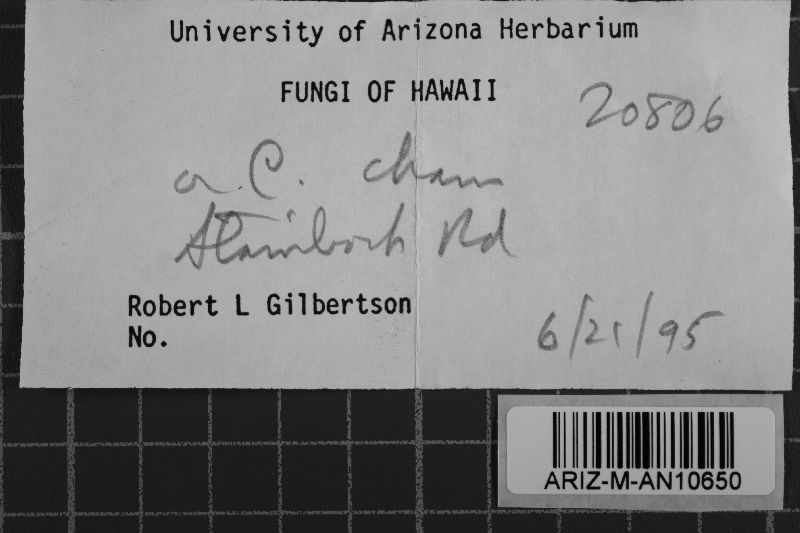 University of Arizona Herbarium
FUNGI OF HAWAII
20806
on C. cham
Stainback Rd
Robert L Gilbertson
No.
6/21/95
ARIZ-M-AN10650